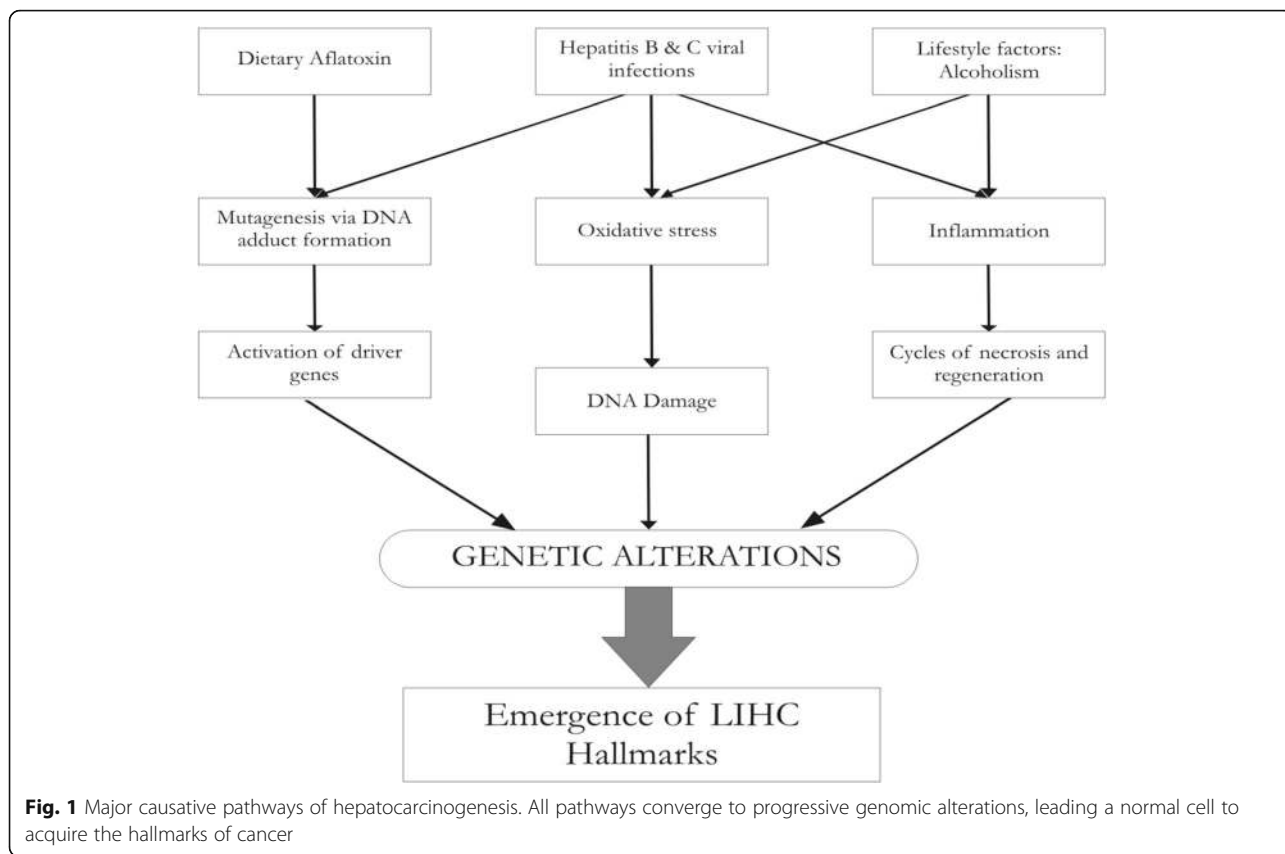 Dietary Aflatoxin
Hepatitis B & C viral
infections
Lifestyle factors:
Alcoholism
Mutagenesis via DNA
adduct formation
Oxidative stress
Inflammation
Activation of driver
genes
DNA Damage
Cycles of necrosis and
regeneration
GENETIC ALTERATIONS
Emergence of LIHC
Hallmarks
Fig. 1 Major causative pathways of hepatocarcinogenesis. All pathways converge to progressive genomic alterations, leading a normal cell to
acquire the hallmarks of cancer